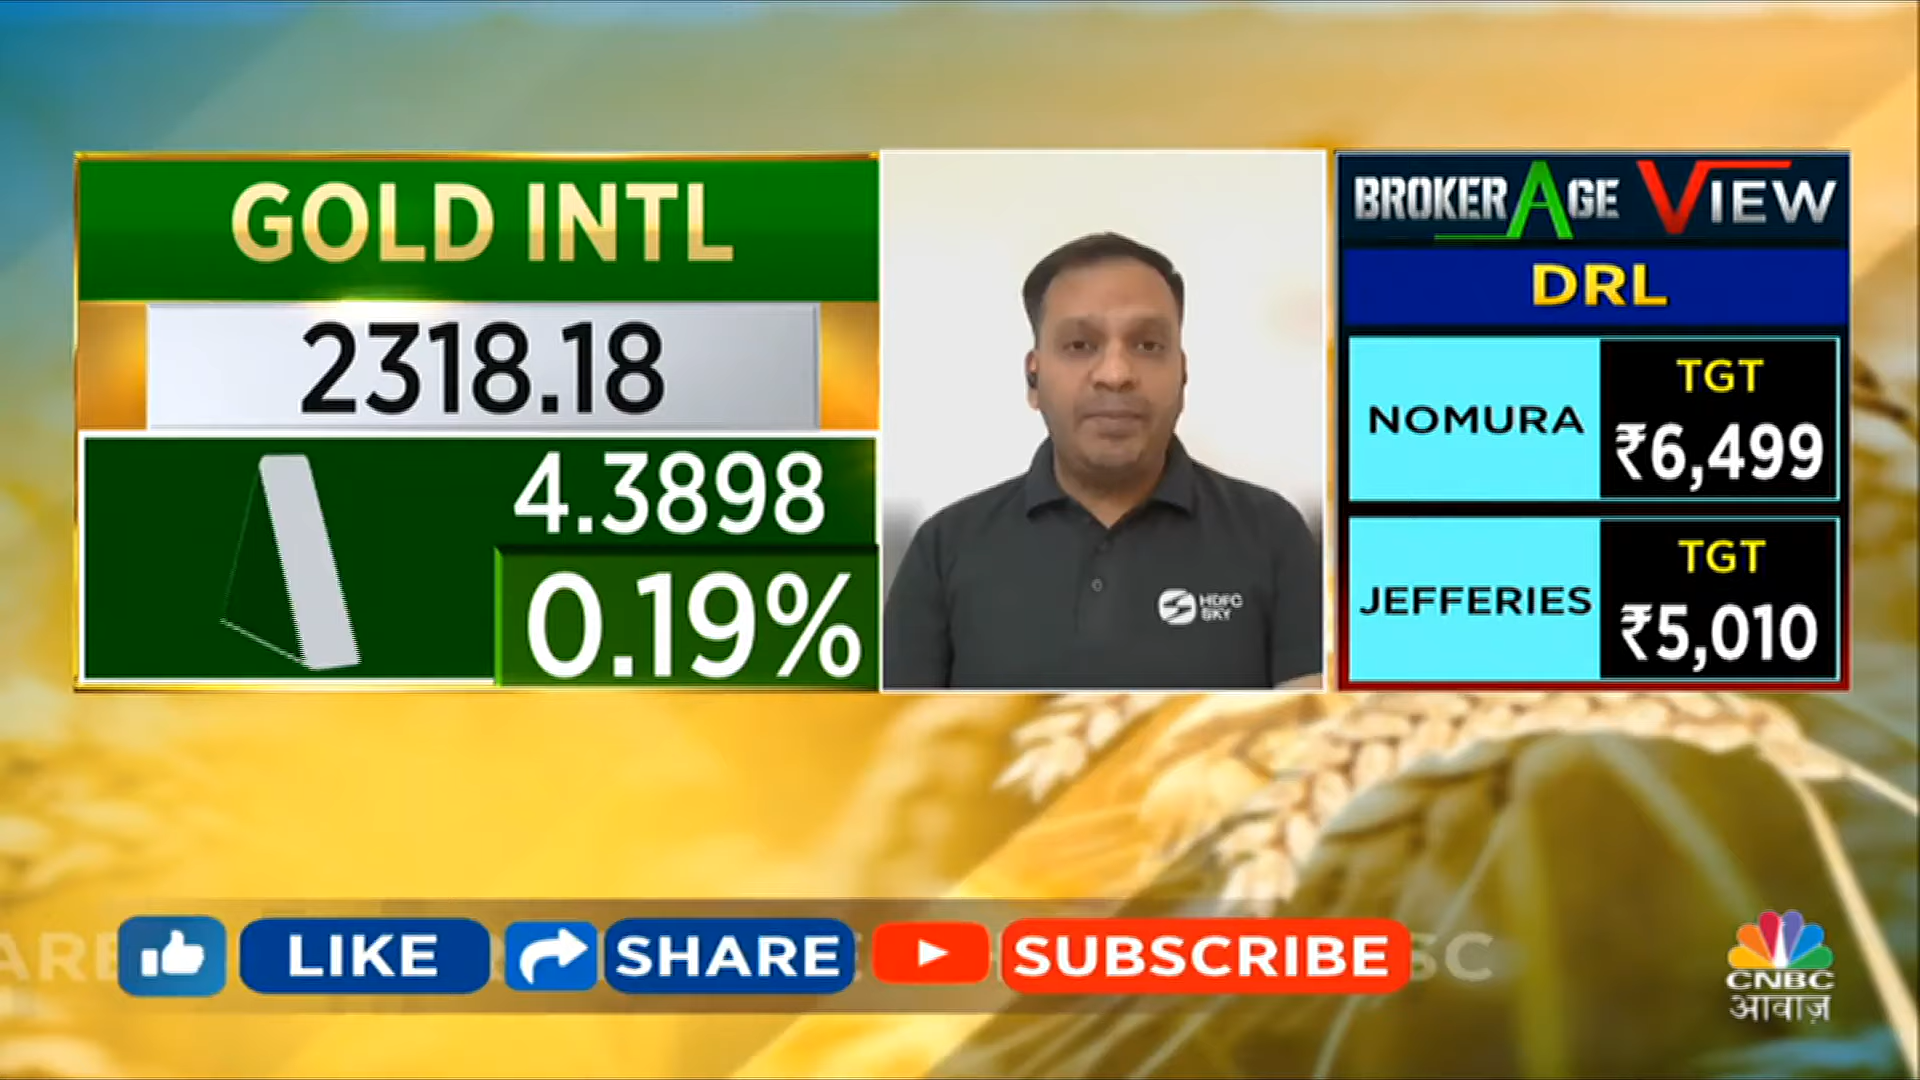 GOLD INTL
2318.18
4.3898
0.19%
HDFC
SKY
BROKERAGE VIEW
DRL
NOMURA
TGT
₹6,499
JEFFERIES
TGT
₹5,010
LIKE
SHARE
SUBSCRIBE
CNBC
आवाज़